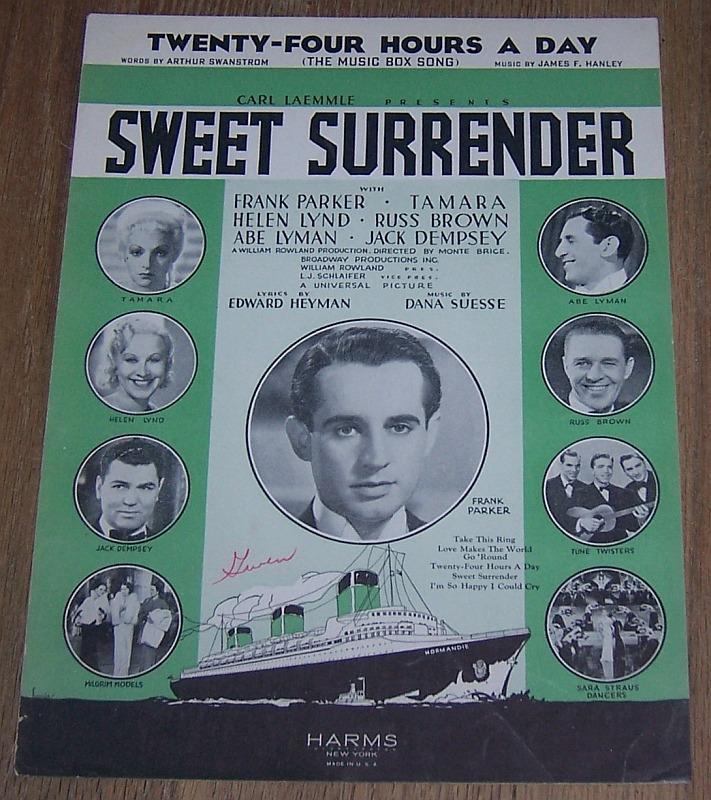 TWENTY-FOUR HOURS A DAY
WORDS BY ARTHUR SWANSTROM (THE MUSIC BOX SONG) MUSIC BY JAMES F. HANLEY
CARL LAEMMLE PRESENTS
SWEET SURRENDER
WITH
FRANK PARKER · TAMARA
HELEN LYND · RUSS BROWN
ABE LYMAN · JACK DEMPSEY
A WILLIAM ROWLAND PRODUCTION. DIRECTED BY MONTE BRICE.
BROADWAY PRODUCTIONS INC.
WILLIAM ROWLAND PRES.
L.J. SCHLAIFER VICE PRES.
A UNIVERSAL PICTURE
LYRICS BY MUSIC BY
EDWARD HEYMAN DANA SUESSE
TAMARA
ABE LYMAN
HELEN LYND
RUSS BROWN
JACK DEMPSEY
TUNE TWISTERS
PILGRIM MODELS
SARA STRAUS
DANCERS
FRANK
PARKER
Take This Ring
Love Makes The World
Go 'Round
Twenty-Four Hours A Day
Sweet Surrender
I'm So Happy I Could Cry
Gwen
NORMANDIE
HARMS
NEW YORK
MADE IN U.S.A.